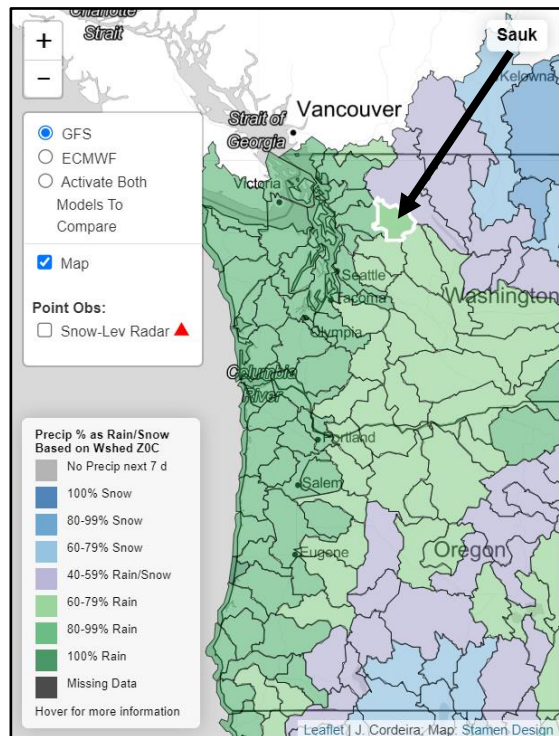 Charlotte
Strait
Sauk
+
−
Kelowna
Vancouver
Strait of
Georgia
GFS
ECMWF
Activate Both
Models To
Compare
Victoria
Map
Seattle
Washington
Tacoma
Point Obs:
Snow-Lev Radar
Olympia
Columbia
River
Precip % as Rain/Snow
Based on Wshed Z0C
No Precip next 7 d
100% Snow
80-99% Snow
60-79% Snow
40-59% Rain/Snow
60-79% Rain
80-99% Rain
100% Rain
Missing Data
Hover for more information
Portland
Salem
Eugene
Oregon
Leaflet | J. Cordeira; Map: Stamen Design